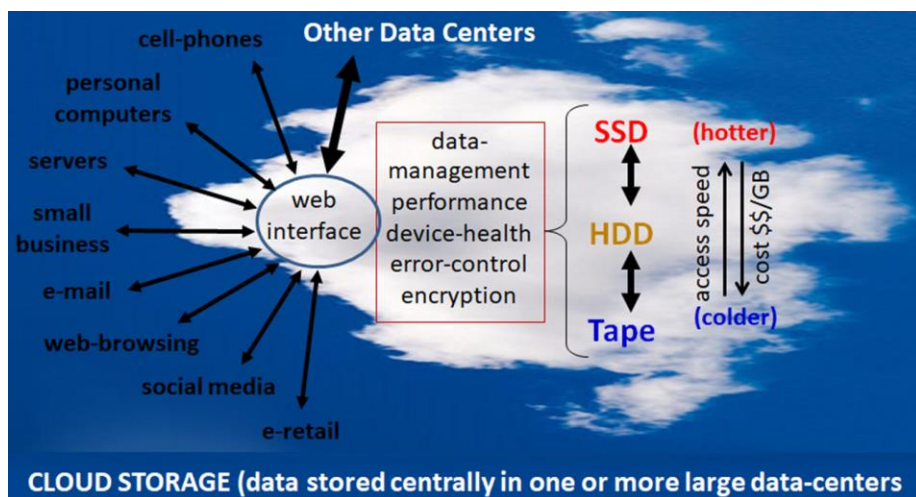 cell-phones
Other Data Centers
personal
computers
servers
small
business
e-mail
web-browsing
social media
e-retail
web
interface
data-
management
performance
device-health
error-control
encryption
SSD
HDD
Tape
(hotter)
access speed
cost $$/GB
(colder)
CLOUD STORAGE (data stored centrally in one or more large data-centers